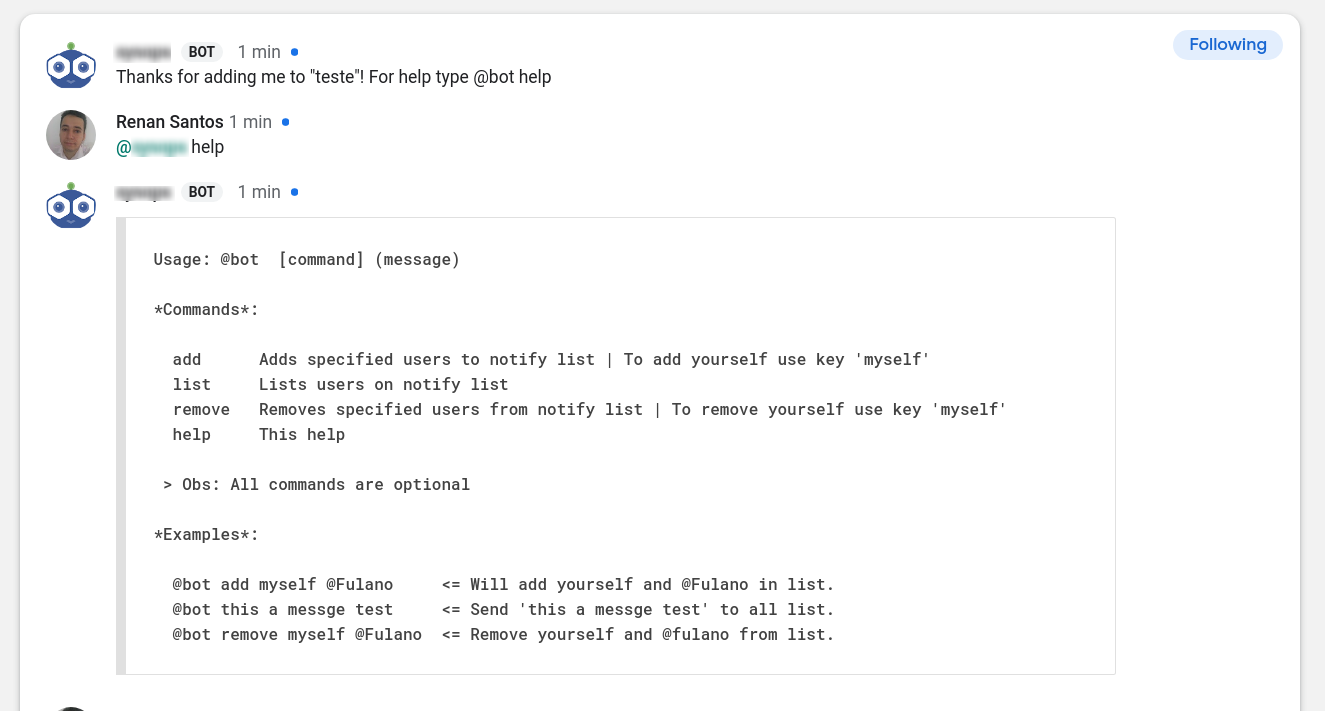 BOT 1 min
Following
Thanks for adding me to "teste"! For help type @bot help
Renan Santos 1 min
@ help
BOT 1 min
Usage: @bot  [command] (message)
*Commands*:
add      Adds specified users to notify list | To add yourself use key 'myself'
list     Lists users on notify list
remove   Removes specified users from notify list | To remove yourself use key 'myself'
help     This help
> Obs: All commands are optional
*Examples*:
@bot add myself @Fulano     <= Will add yourself and @Fulano in list.
@bot this a messge test     <= Send 'this a messge test' to all list.
@bot remove myself @Fulano  <= Remove yourself and @fulano from list.